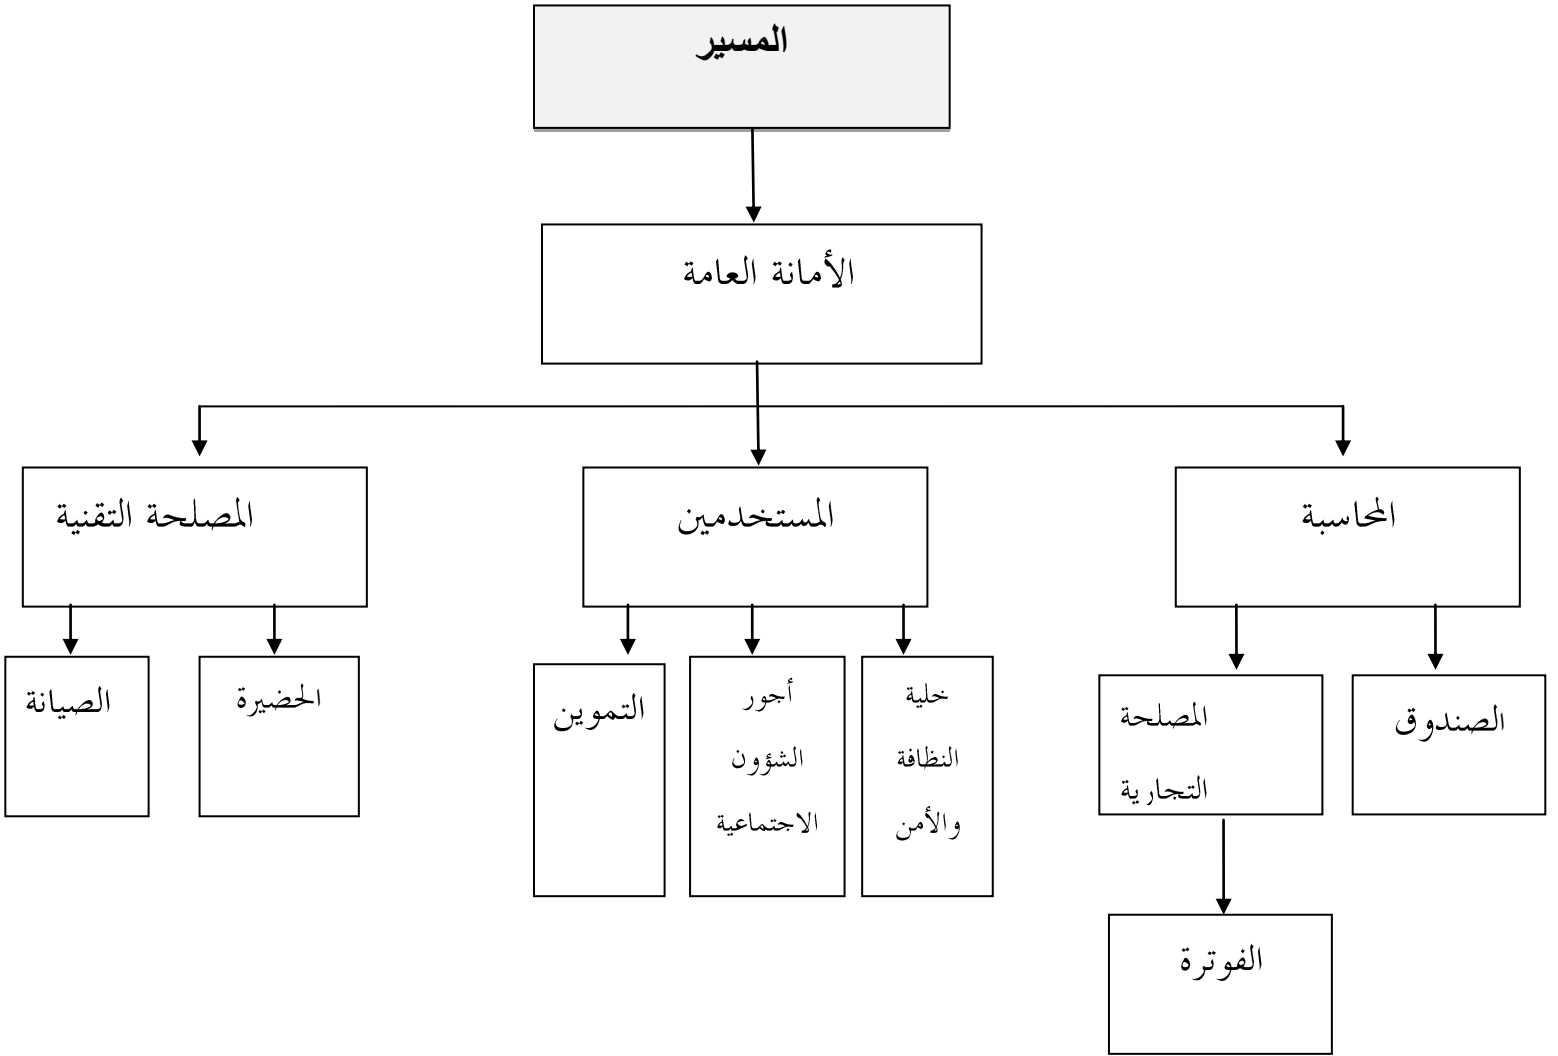 المسير
الأمانة العامة
المحاسبة
المستخدمين
المصلحة التقنية
الصندوق
المصلحة
التجارية
خلية
النظافة
والأمن
أجور
الشؤون
الاجتماعية
التموين
الحضيرة
الصيانة
الفوترة